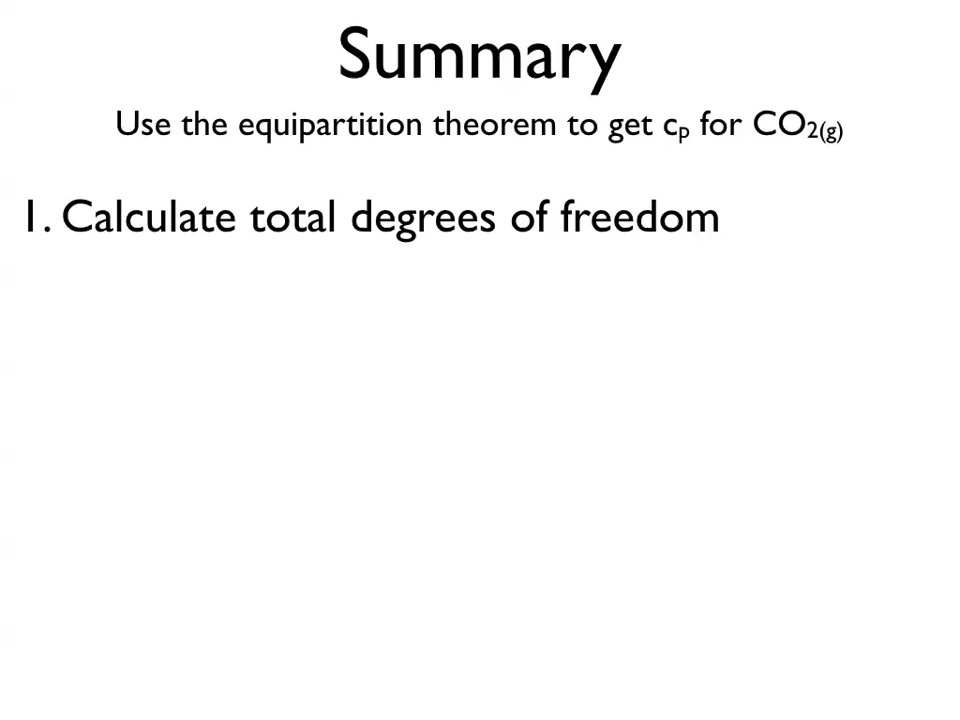 Summary
Use the equipartition theorem to get cₚ for CO₂(g)
1. Calculate total degrees of freedom